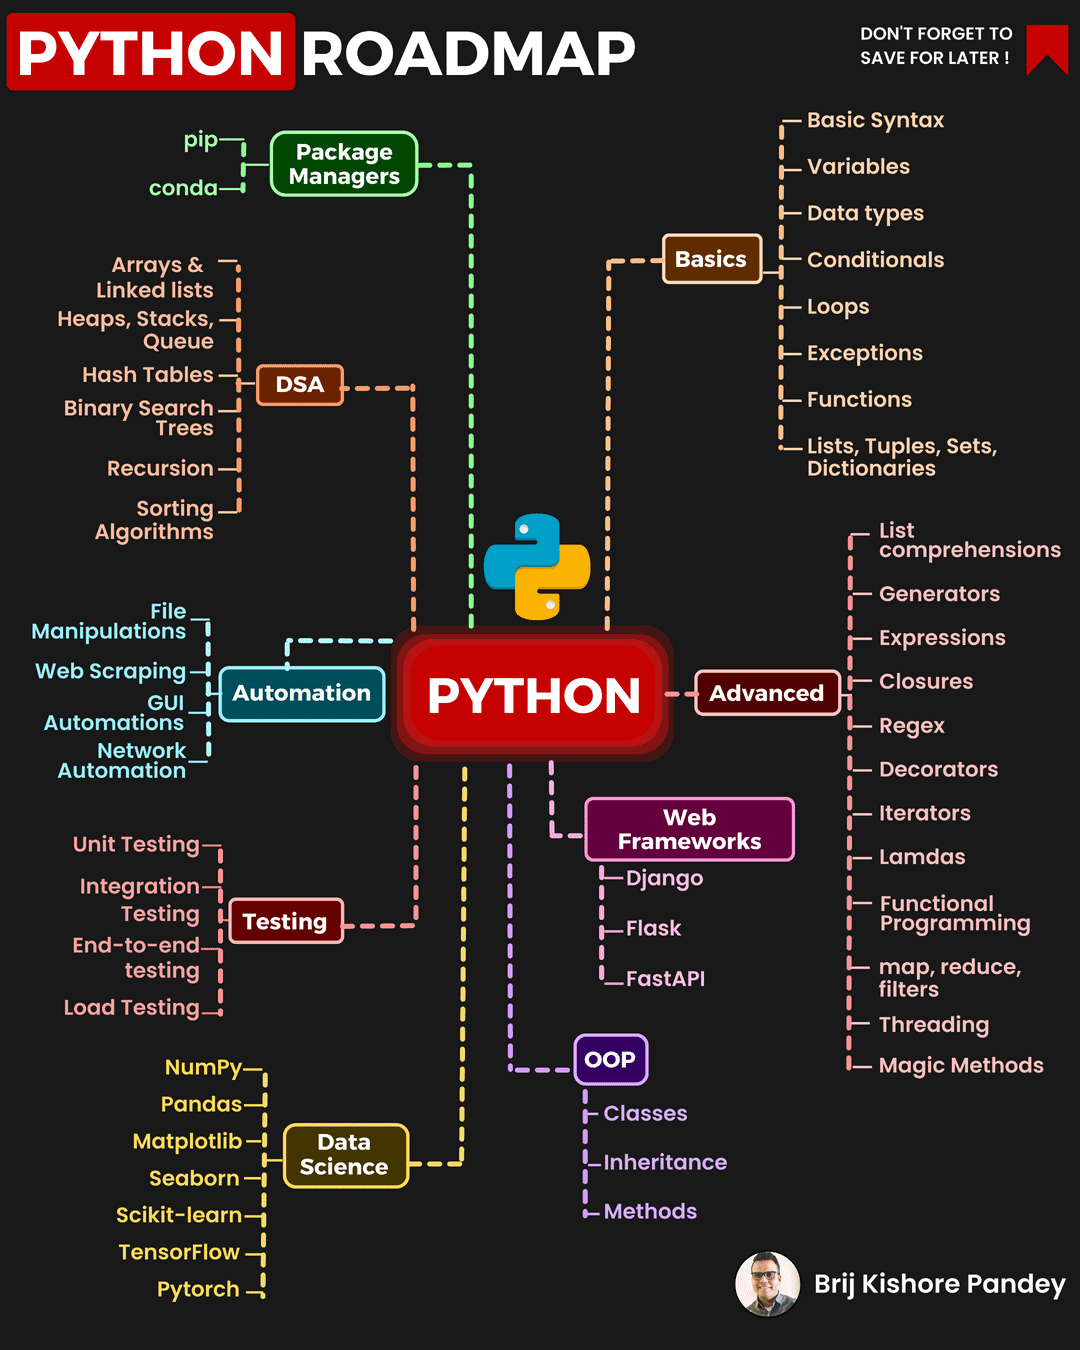 PYTHON ROADMAP
DON'T FORGET TO
SAVE FOR LATER !
pip
conda
Package
Managers
Basics
Basic Syntax
Variables
Data types
Conditionals
Loops
Exceptions
Functions
Lists, Tuples, Sets,
Dictionaries
Arrays &
Linked lists
Heaps, Stacks,
Queue
Hash Tables
Binary Search
Trees
Recursion
Sorting
Algorithms
DSA
File
Manipulations
Web Scraping
GUI
Automations
Network
Automation
Automation
PYTHON
Advanced
List
comprehensions
Generators
Expressions
Closures
Regex
Decorators
Iterators
Lamdas
Functional
Programming
map, reduce,
filters
Threading
Magic Methods
Web
Frameworks
Django
Flask
FastAPI
Unit Testing
Integration
Testing
End-to-end
testing
Load Testing
Testing
OOP
Classes
Inheritance
Methods
NumPy
Pandas
Matplotlib
Seaborn
Scikit-learn
TensorFlow
Pytorch
Data
Science
Brij Kishore Pandey